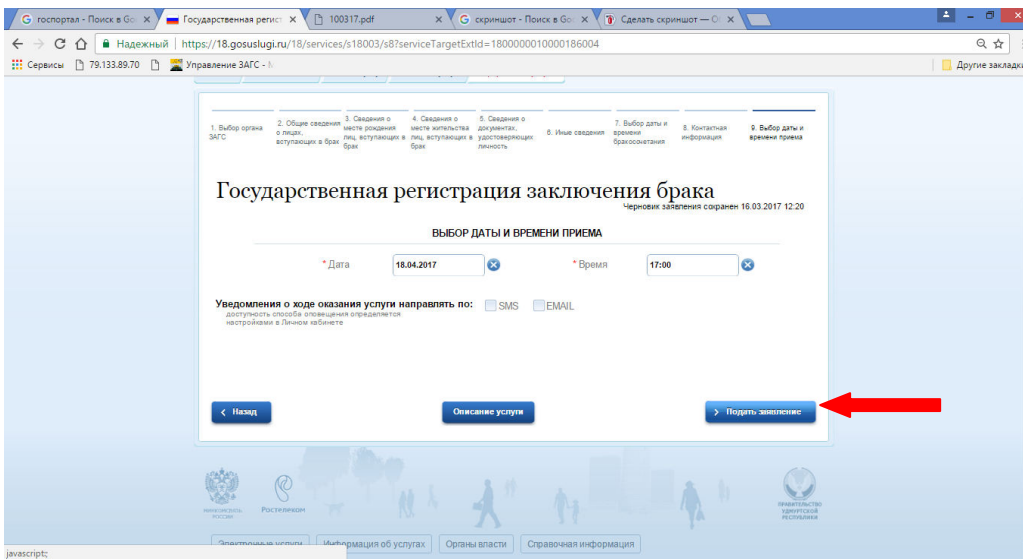 госпортал - Поиск в Go
Государственная регист
100317.pdf
скриншот - Поиск в Go
Сделать скриншот — О
Надежный https://18.gosuslugi.ru/18/services/s18003/s8?serviceTargetExtId=1800000010000186004
Сервисы 79.133.89.70 Управление ЗАГС -
Другие закладки
1. Выбор органа ЗАГС
2. Общие сведения о лицах, вступающих в брак
3. Сведения о месте рождения лиц, вступающих в брак
4. Сведения о месте жительства лиц, вступающих в брак
5. Сведения о документах, удостоверяющих личность
6. Иные сведения
7. Выбор даты и времени бракосочетания
8. Контактная информация
9. Выбор даты и времени приема
Государственная регистрация заключения брака
Черновик заявления сохранен 16.03.2017 12:20
ВЫБОР ДАТЫ И ВРЕМЕНИ ПРИЕМА
* Дата 18.04.2017 * Время 17:00
Уведомления о ходе оказания услуги направлять по: SMS EMAIL
доступность способа оповещения определяется
настройками в Личном кабинете
Назад Описание услуги Подать заявление
Ростелеком
ПРАВИТЕЛЬСТВО
УДМУРТСКОЙ
РЕСПУБЛИКИ
Электронные услуги Информация об услугах Органы власти Справочная информация
javascript:;